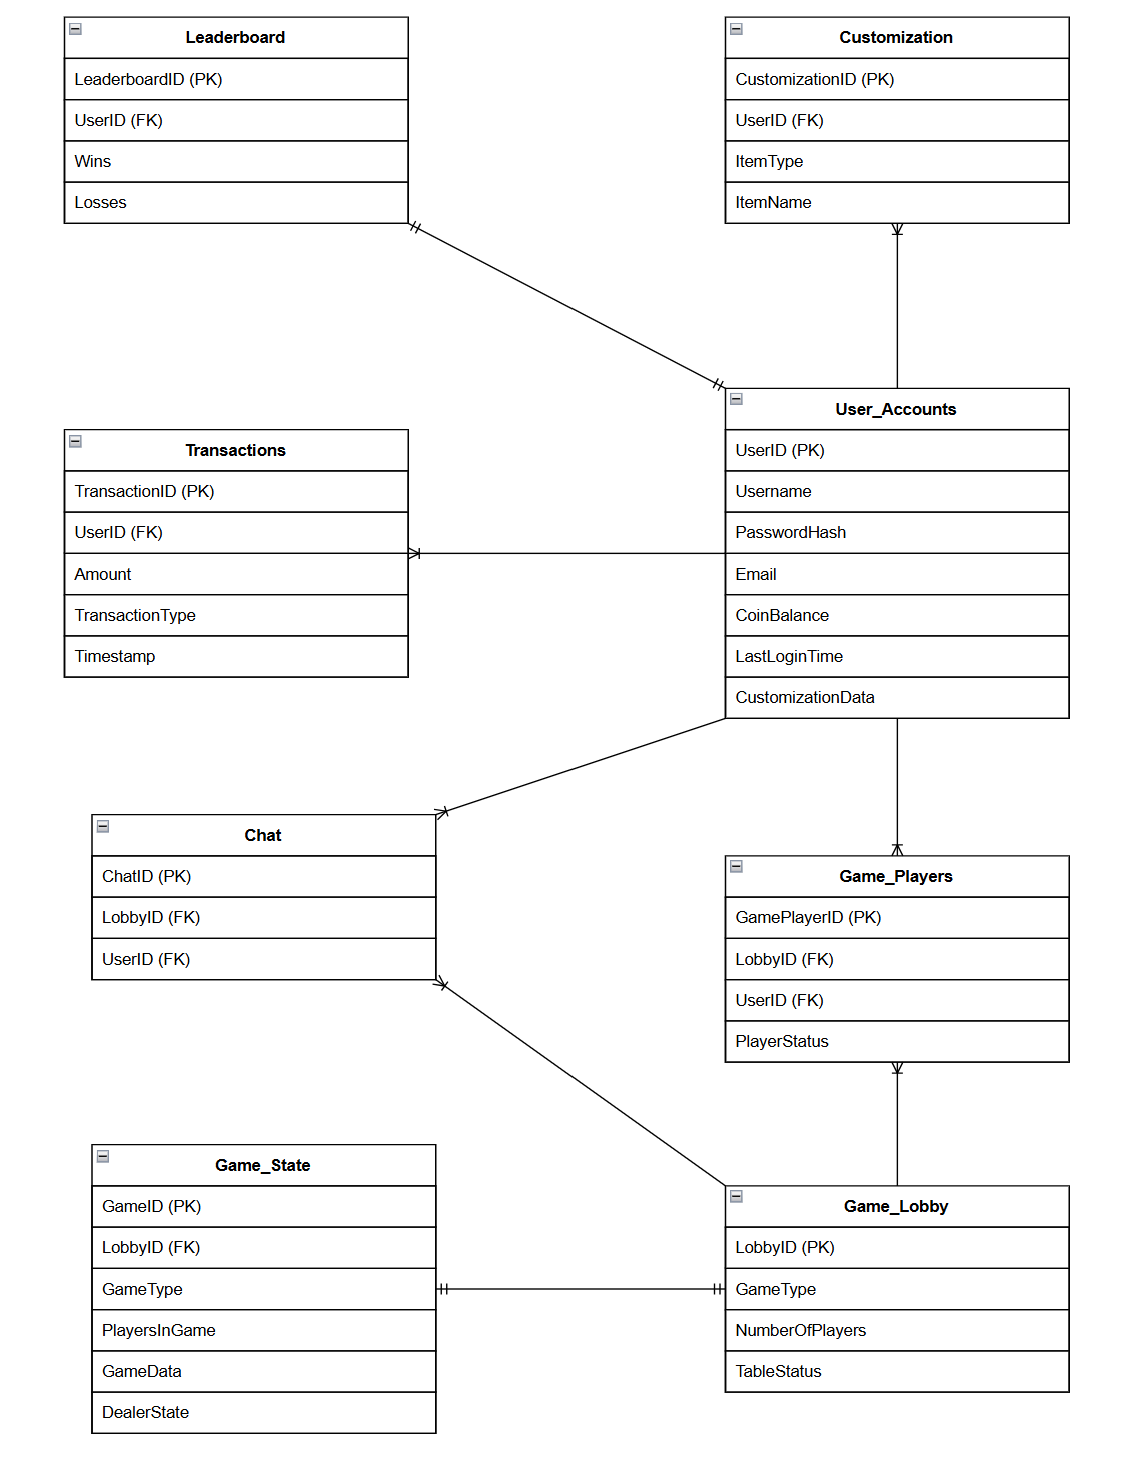 Leaderboard
LeaderboardID (PK)
UserID (FK)
Wins
Losses
Customization
CustomizationID (PK)
UserID (FK)
ItemType
ItemName
Transactions
TransactionID (PK)
UserID (FK)
Amount
TransactionType
Timestamp
User_Accounts
UserID (PK)
Username
PasswordHash
Email
CoinBalance
LastLoginTime
CustomizationData
Chat
ChatID (PK)
LobbyID (FK)
UserID (FK)
Game_Players
GamePlayerID (PK)
LobbyID (FK)
UserID (FK)
PlayerStatus
Game_State
GameID (PK)
LobbyID (FK)
GameType
PlayersInGame
GameData
DealerState
Game_Lobby
LobbyID (PK)
GameType
NumberOfPlayers
TableStatus